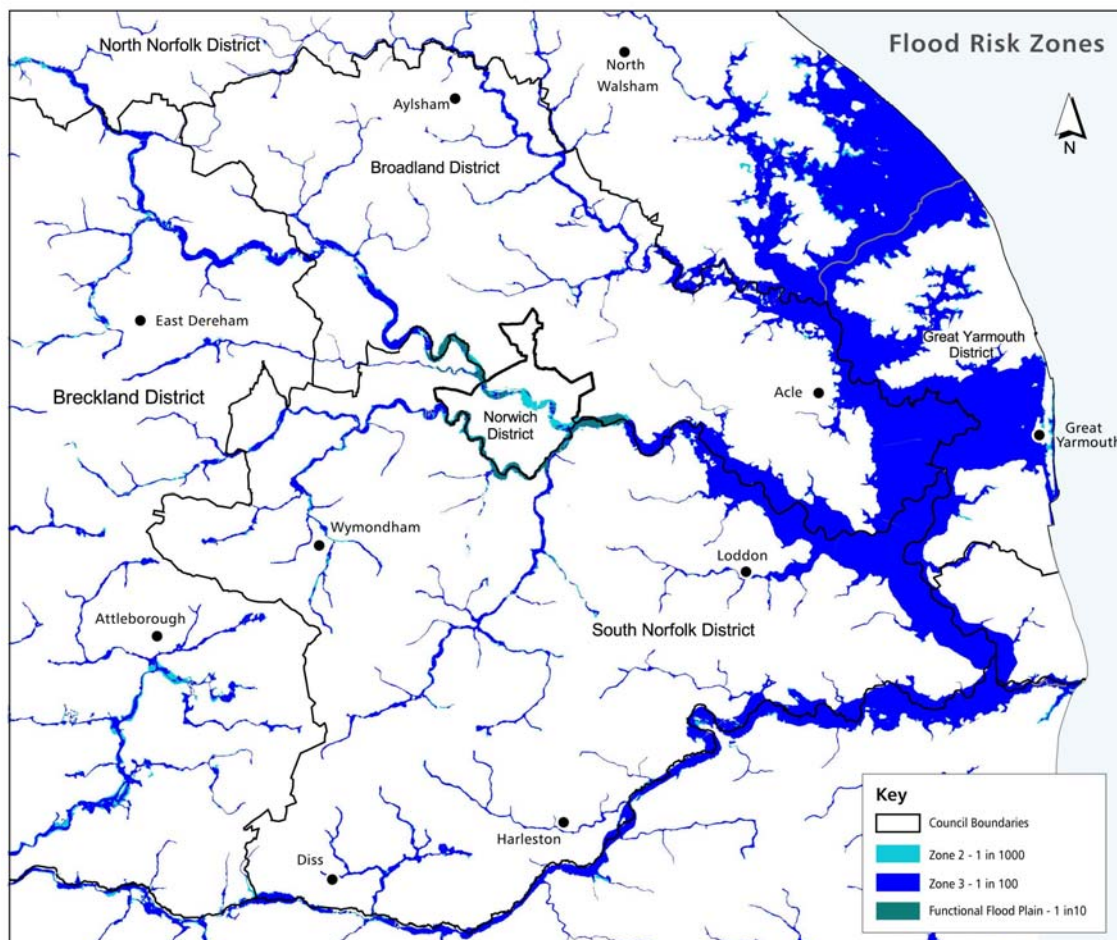 Flood Risk Zones
North Norfolk District
North
Walsham
Aylsham
Broadland District
N
East Dereham
Great Yarmouth
District
Breckland District
Acle
Norwich
District
Great
Yarmouth
Wymondham
Loddon
Attleborough
South Norfolk District
Harleston
Diss
Key
Council Boundaries
Zone 2 - 1 in 1000
Zone 3 - 1 in 100
Functional Flood Plain - 1 in10